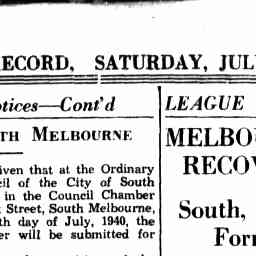 ECORD, SATURDAY, JUL
otices—Cont'd
TH MELBOURNE
iven that at the Ordinary
cil of the City of South
in the Council Chamber
Street, South Melbourne,
th day of July, 1940, the
er will be submitted for
LEAGUE
MELBO
RECOV
South,
For